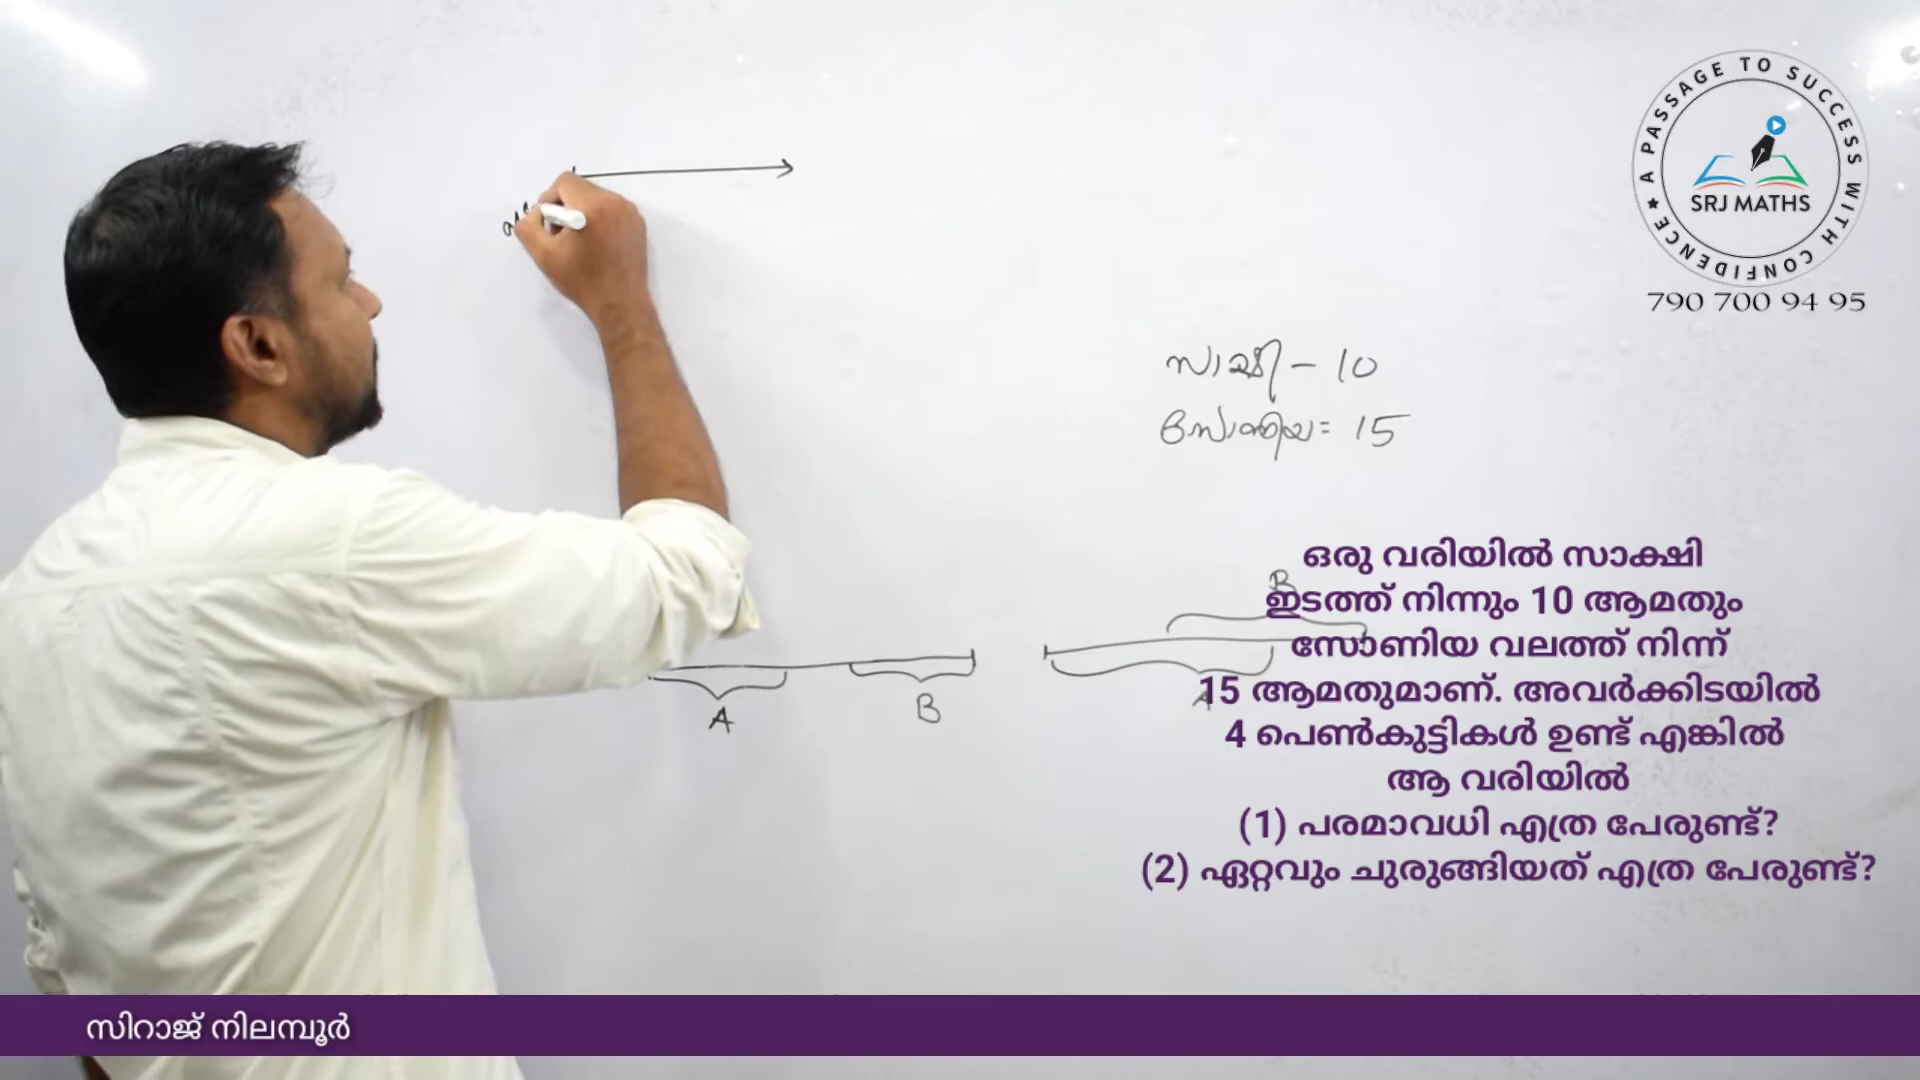 A PASSAGE TO SUCCESS WITH CONFIDENCE
SRJ MATHS
790 700 94 95
സാക്ഷി - 10
സോണിയ = 15
ഒരു വരിയിൽ സാക്ഷി
ഇടത്ത് നിന്നും 10 ആമതും
സോണിയ വലത്ത് നിന്ന്
15 ആമതുമാണ്. അവർക്കിടയിൽ
4 പെൺകുട്ടികൾ ഉണ്ട് എങ്കിൽ
ആ വരിയിൽ
(1) പരമാവധി എത്ര പേരുണ്ട്?
(2) ഏറ്റവും ചുരുങ്ങിയത് എത്ര പേരുണ്ട്?
B
A
B
A
സിറാജ് നിലമ്പൂർ